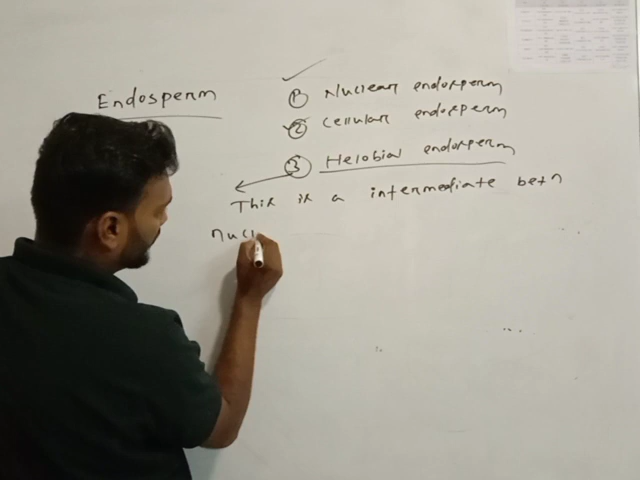 Endosperm
① Nuclear endosperm
② Cellular endosperm
③ Helobial endosperm
This is a intermediate betn
nucl